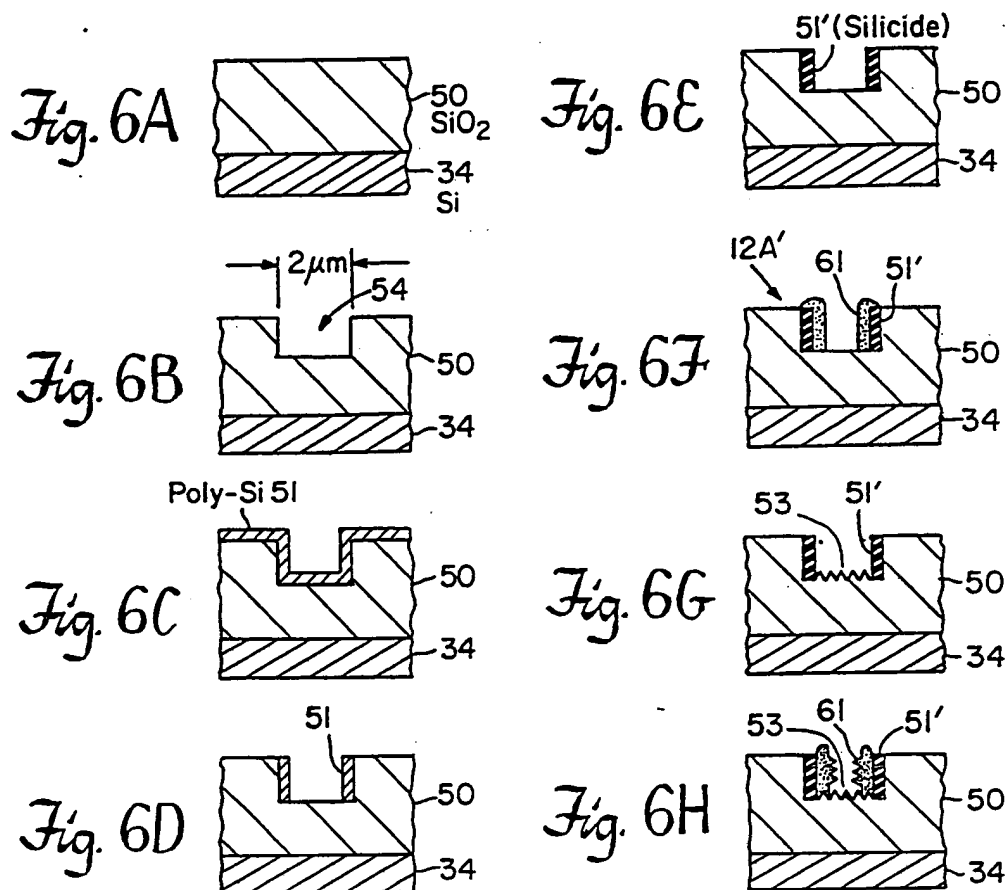 Fig. 6A
50
SiO2
34
Si
Fig. 6B
2μm
54
50
34
Fig. 6C
Poly-Si 51
50
34
Fig. 6D
51
50
34
Fig. 6E
51' (Silicide)
50
34
Fig. 6F
12A'
61
51'
50
34
Fig. 6G
53
51'
50
34
Fig. 6H
53
61
51'
50
34